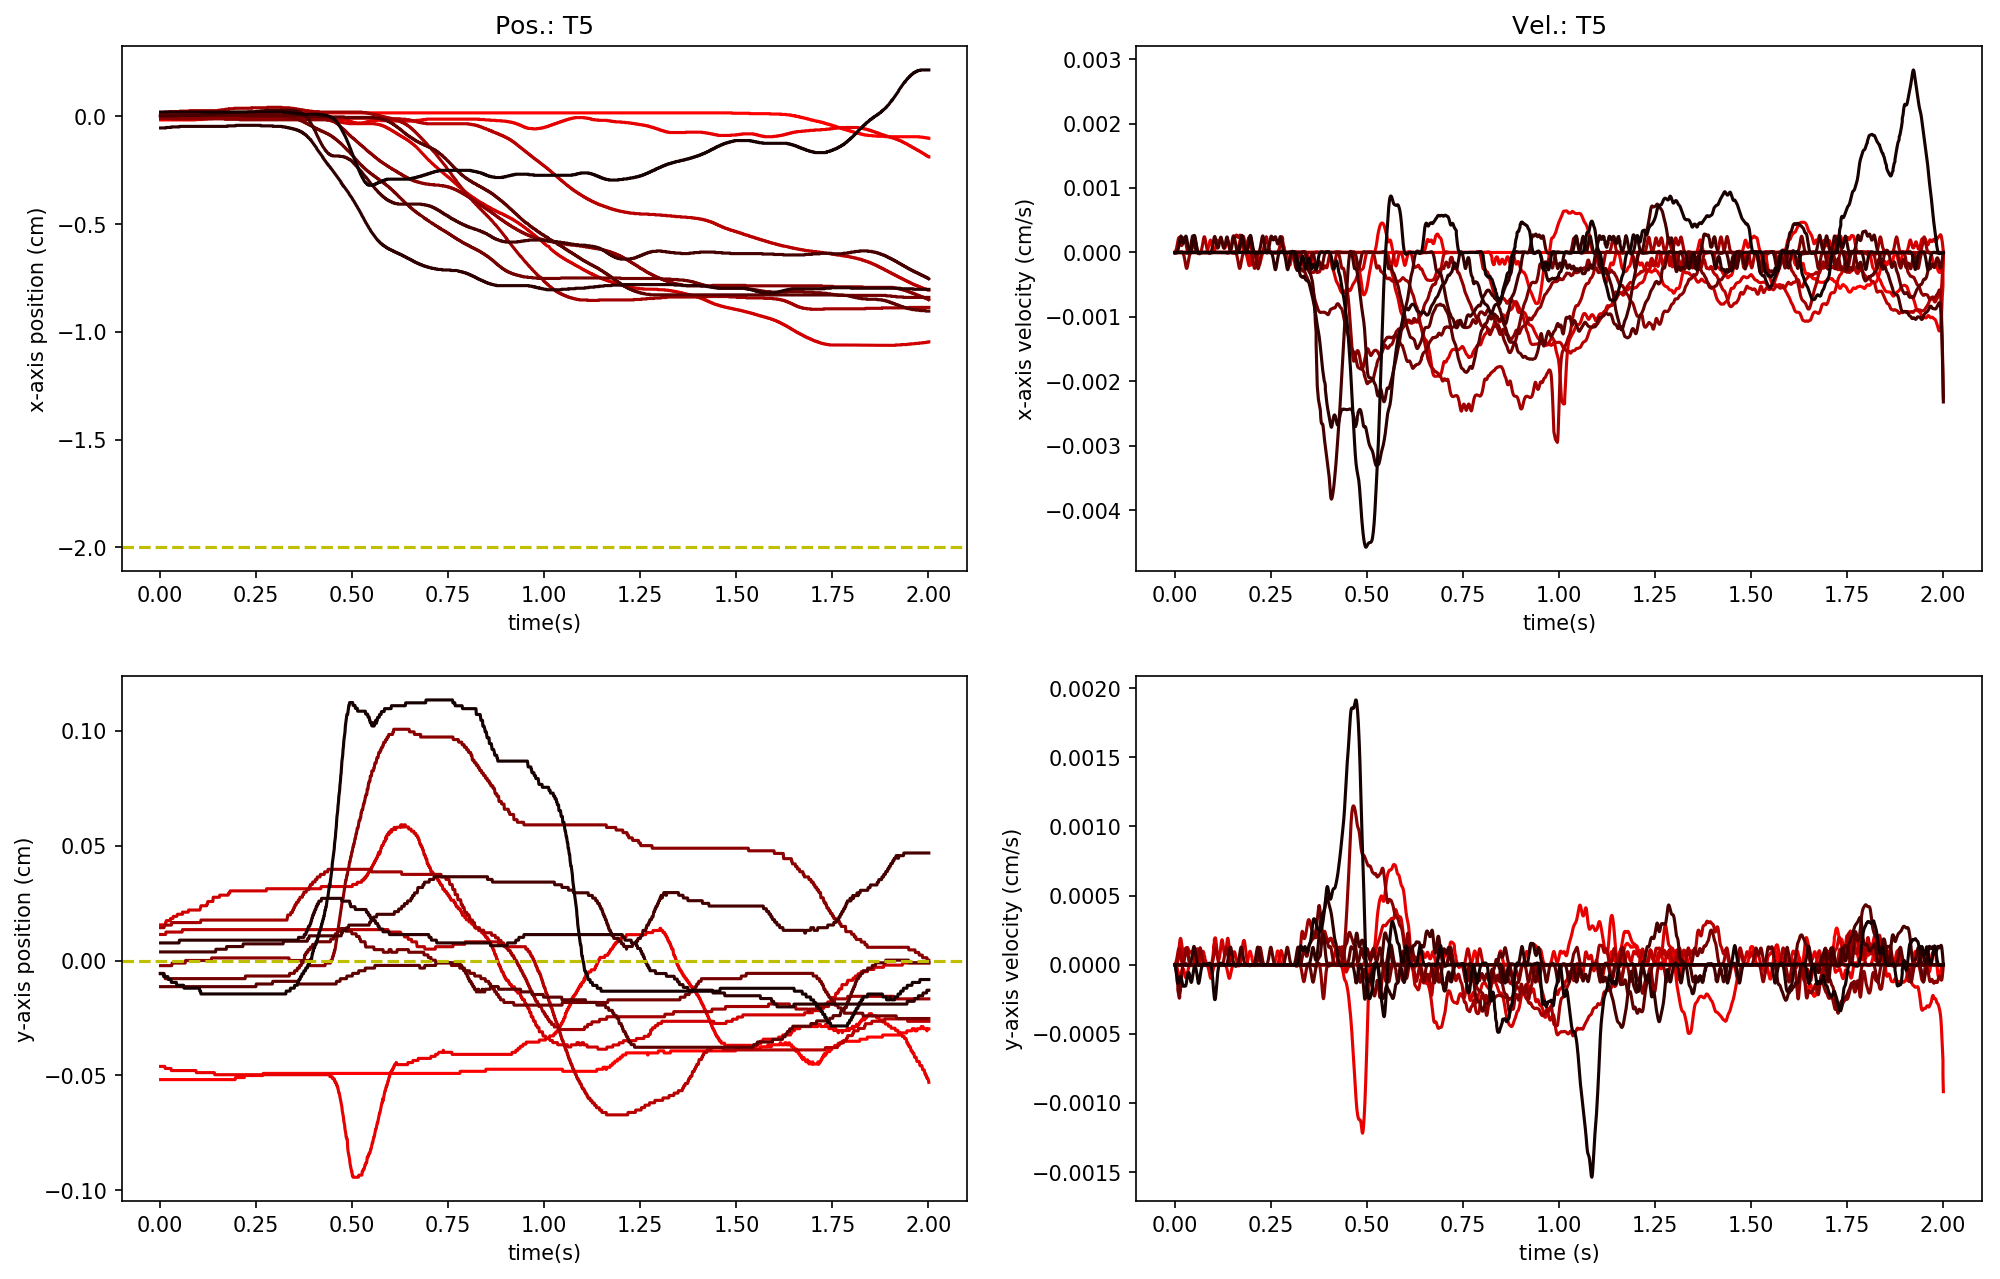 Pos.: T5
Vel.: T5
x-axis position (cm)
0.0
−0.5
−1.0
−1.5
−2.0
0.00 0.25 0.50 0.75 1.00 1.25 1.50 1.75 2.00
time(s)
x-axis velocity (cm/s)
0.003
0.002
0.001
0.000
−0.001
−0.002
−0.003
−0.004
0.00 0.25 0.50 0.75 1.00 1.25 1.50 1.75 2.00
time(s)
y-axis position (cm)
0.10
0.05
0.00
−0.05
−0.10
0.00 0.25 0.50 0.75 1.00 1.25 1.50 1.75 2.00
time(s)
y-axis velocity (cm/s)
0.0020
0.0015
0.0010
0.0005
0.0000
−0.0005
−0.0010
−0.0015
0.00 0.25 0.50 0.75 1.00 1.25 1.50 1.75 2.00
time (s)